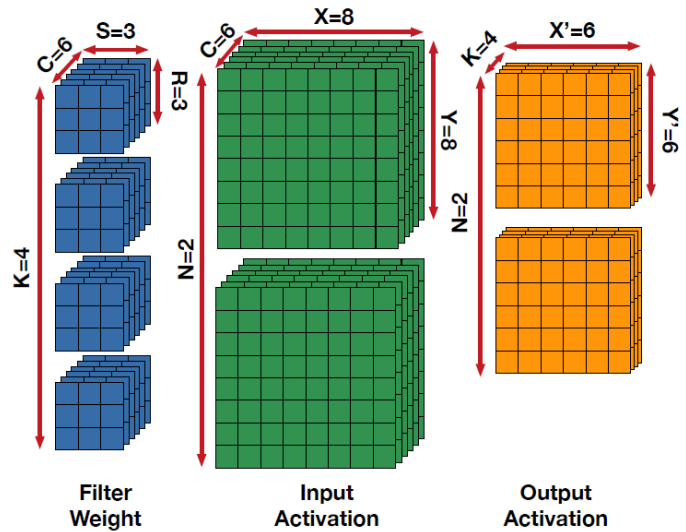 C=6
S=3
R=3
K=4
Filter
Weight
C=6
X=8
Y=8
N=2
Input
Activation
K=4
X'=6
Y'=6
N=2
Output
Activation